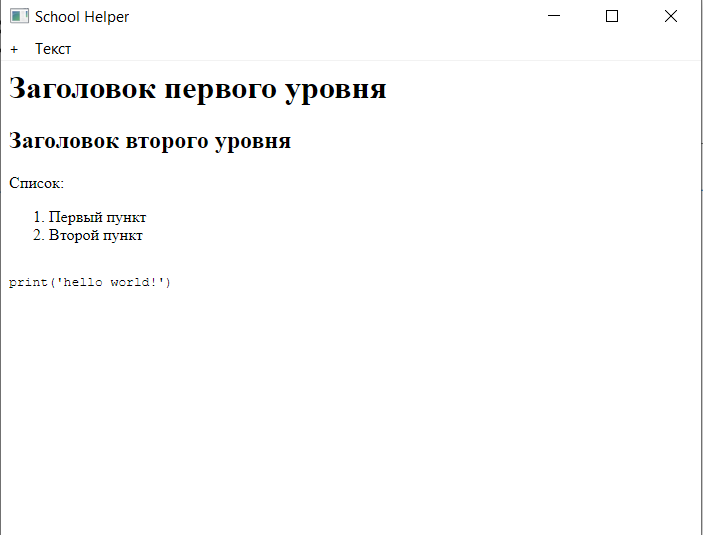 School Helper
+ Текст
Заголовок первого уровня
Заголовок второго уровня
Список:
1. Первый пункт
2. Второй пункт
print('hello world!')